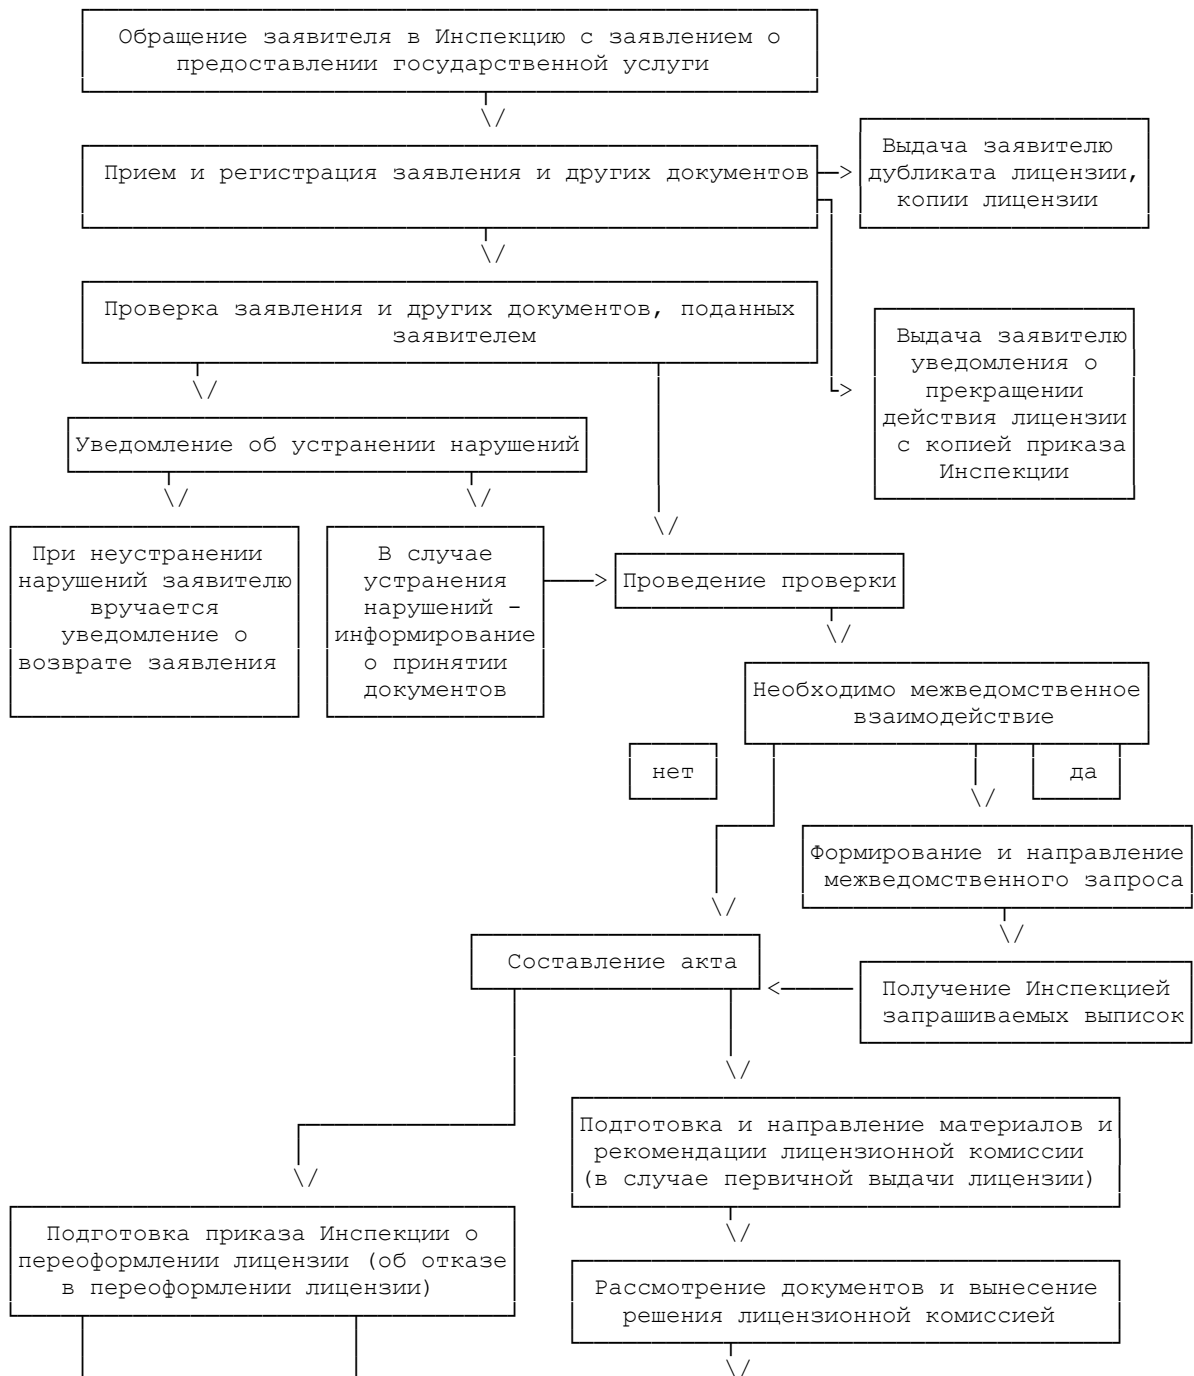 Обращение заявителя в Инспекцию с заявлением о
предоставлении государственной услуги
Прием и регистрация заявления и других документов
Выдача заявителю
дубликата лицензии,
копии лицензии
Проверка заявления и других документов, поданных
заявителем
Выдача заявителю
уведомления о
прекращении
действия лицензии
с копией приказа
Инспекции
Уведомление об устранении нарушений
При неустранении
нарушений заявителю
вручается
уведомление о
возврате заявления
В случае
устранения
нарушений -
информирование
о принятии
документов
Проведение проверки
Необходимо межведомственное
взаимодействие
нет
да
Формирование и направление
межведомственного запроса
Составление акта
Получение Инспекцией
запрашиваемых выписок
Подготовка и направление материалов и
рекомендации лицензионной комиссии
(в случае первичной выдачи лицензии)
Подготовка приказа Инспекции о
переоформлении лицензии (об отказе
в переоформлении лицензии)
Рассмотрение документов и вынесение
решения лицензионной комиссией